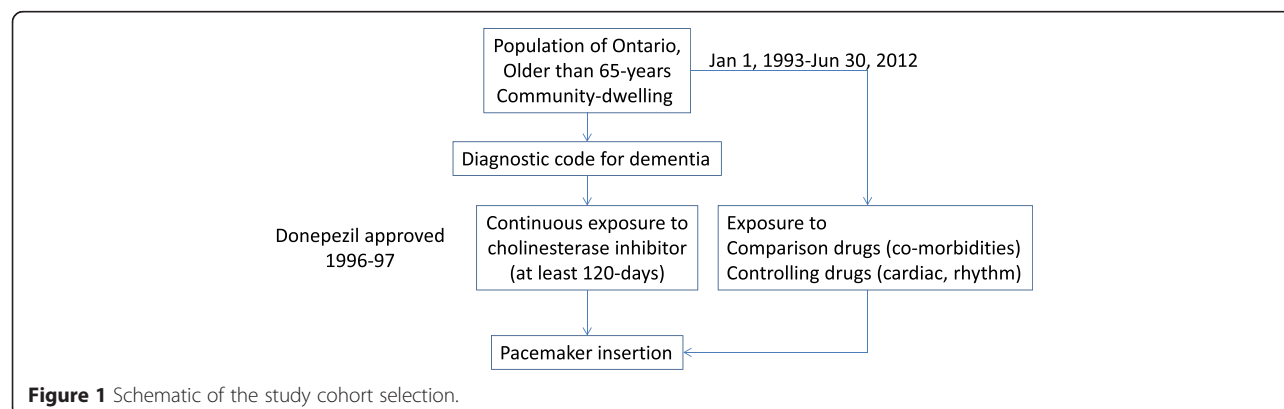 Population of Ontario,
Older than 65-years
Community-dwelling
Jan 1, 1993-Jun 30, 2012
Diagnostic code for dementia
Donepezil approved
1996-97
Continuous exposure to
cholinesterase inhibitor
(at least 120-days)
Exposure to
Comparison drugs (co-morbidities)
Controlling drugs (cardiac, rhythm)
Pacemaker insertion
Figure 1 Schematic of the study cohort selection.